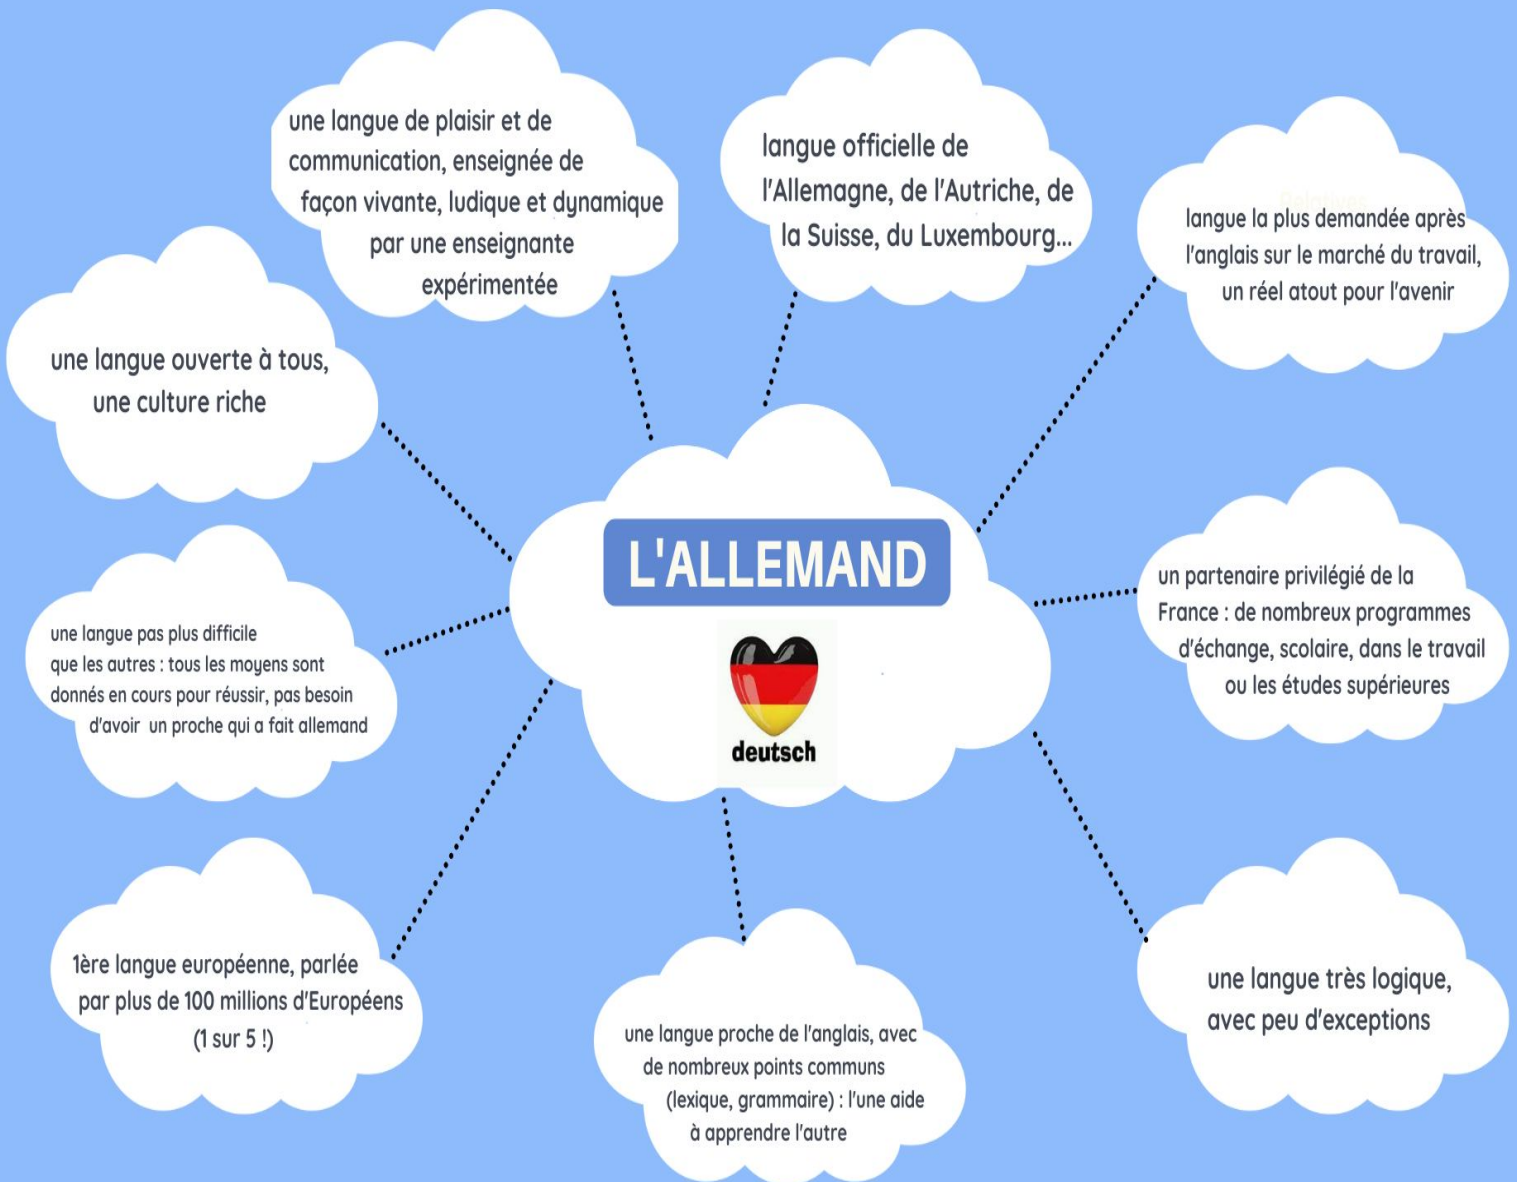 une langue de plaisir et de
communication, enseignée de
façon vivante, ludique et dynamique
par une enseignante
expérimentée
langue officielle de
l'Allemagne, de l'Autriche, de
la Suisse, du Luxembourg...
Relatives
langue la plus demandée après
l'anglais sur le marché du travail,
un réel atout pour l'avenir
une langue ouverte à tous,
une culture riche
L'ALLEMAND
deutsch
un partenaire privilégié de la
France : de nombreux programmes
d'échange, scolaire, dans le travail
ou les études supérieures
une langue pas plus difficile
que les autres : tous les moyens sont
donnés en cours pour réussir, pas besoin
d'avoir un proche qui a fait allemand
1ère langue européenne, parlée
par plus de 100 millions d'Européens
(1 sur 5 !)
une langue proche de l'anglais, avec
de nombreux points communs
(lexique, grammaire) : l'une aide
à apprendre l'autre
une langue très logique,
avec peu d'exceptions